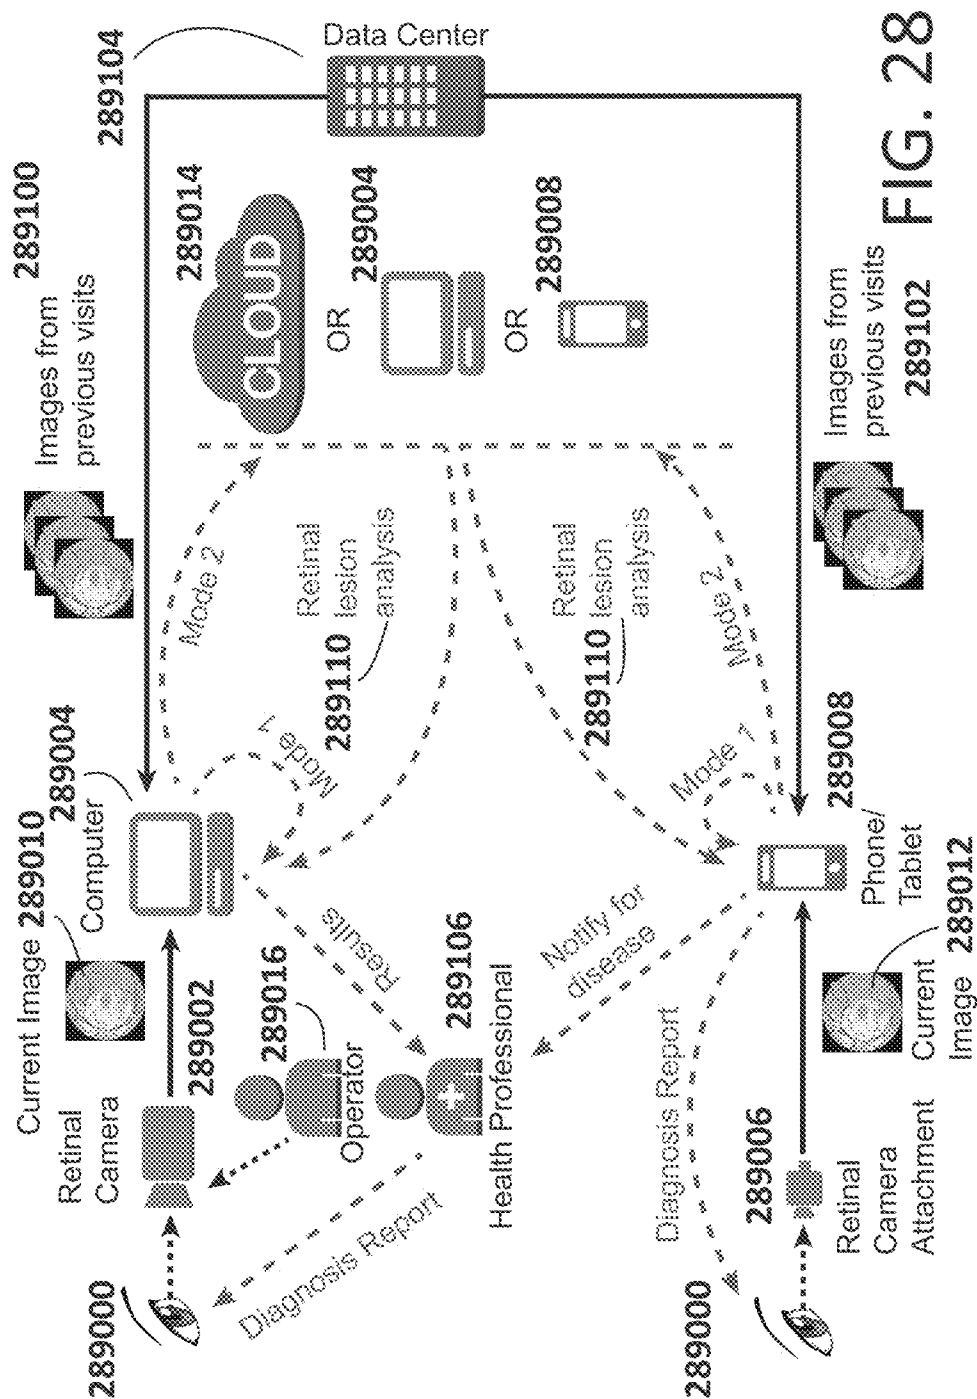 289104
Data Center
289100
Images from
previous visits
289014
CLOUD
OR
289004
OR
289008
Mode 2
Retinal
lesion
analysis
289110
Mode 1
289004
Computer
Current Image 289010
Retinal
Camera
289002
289016
Operator
Results
289106
Health Professional
Diagnosis Report
289000
289110
Retinal
lesion
analysis
Mode 2
Mode 1
Images from
previous visits
289102
289008
Phone/
Tablet
Notify for
disease
Diagnosis Report
Current
Image 289012
289006
Retinal
Camera
Attachment
289000
FIG. 28